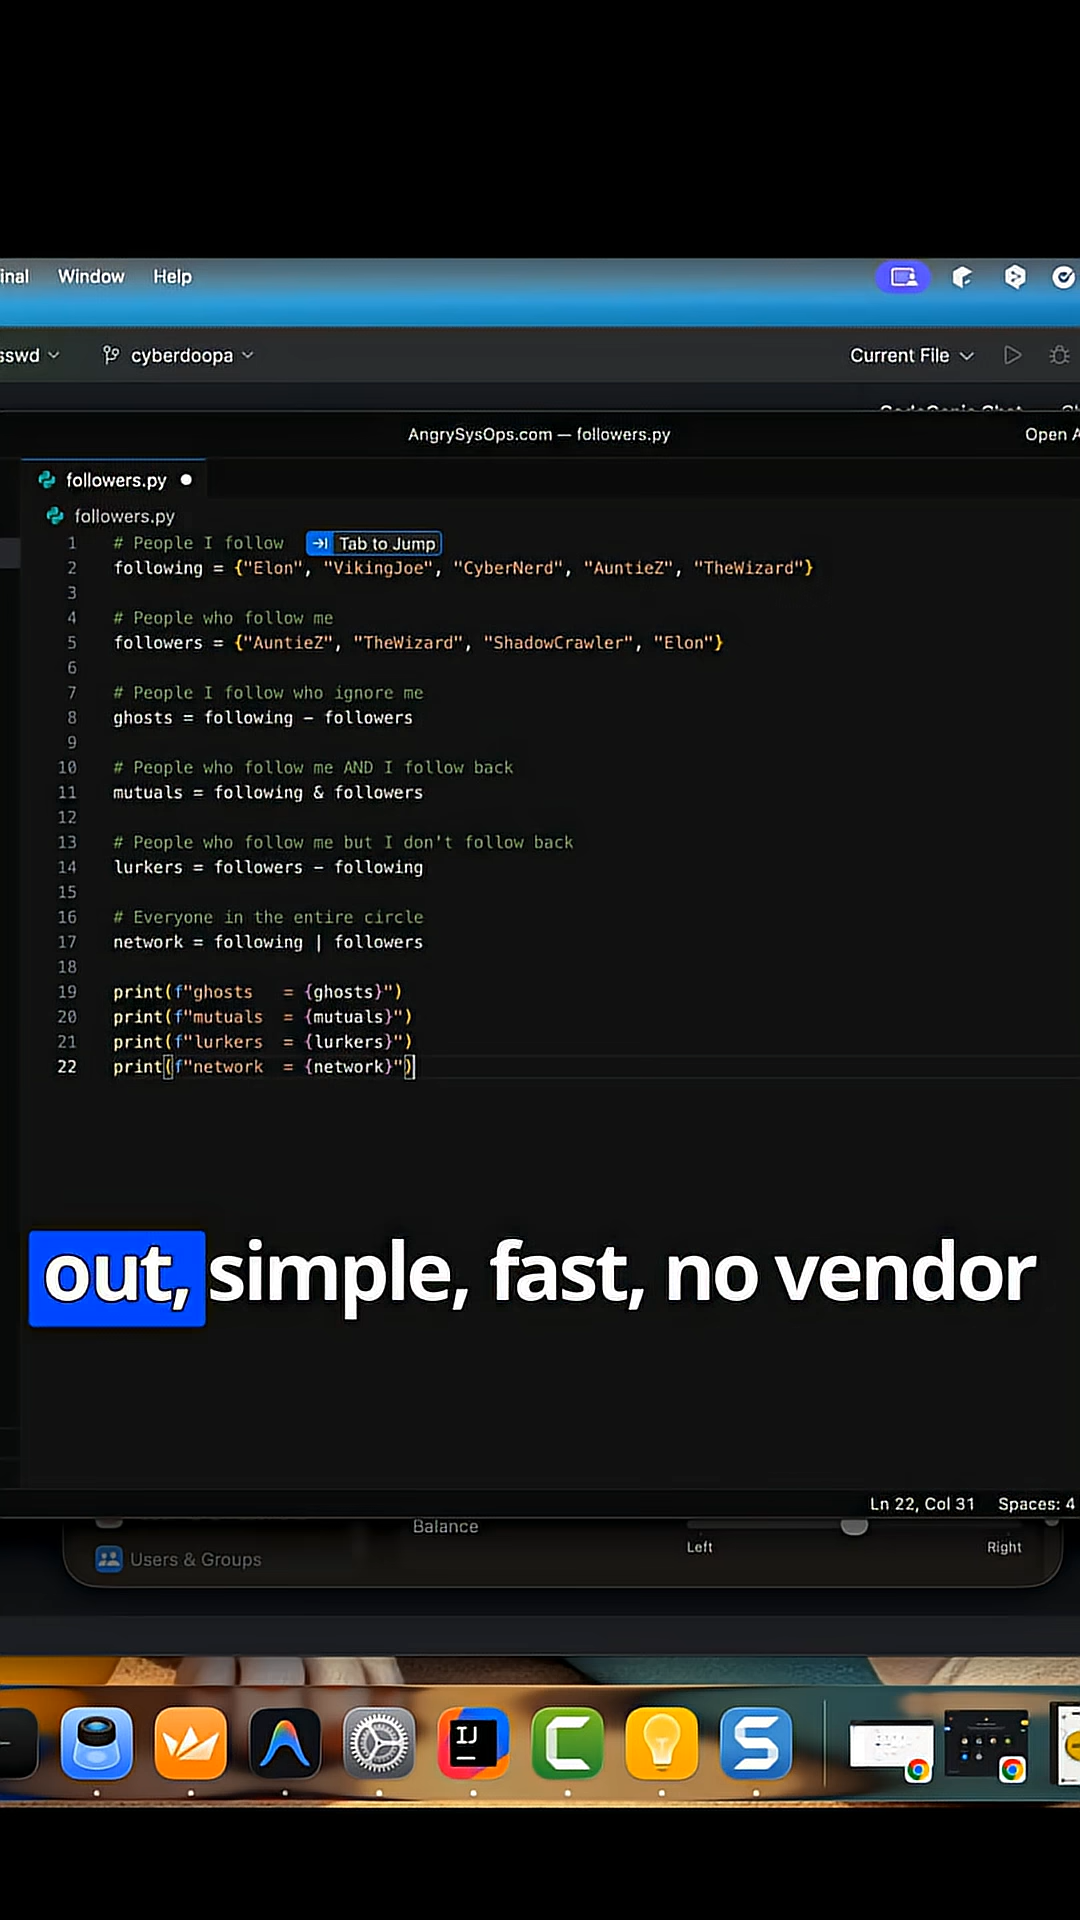 inal Window Help
sswd cyberdoopa Current File
CodeGenie Chat
AngrySysOps.com — followers.py Open A
followers.py
followers.py
1 # People I follow Tab to Jump
2 following = {"Elon", "VikingJoe", "CyberNerd", "AuntieZ", "TheWizard"}
3
4 # People who follow me
5 followers = {"AuntieZ", "TheWizard", "ShadowCrawler", "Elon"}
6
7 # People I follow who ignore me
8 ghosts = following − followers
9
10 # People who follow me AND I follow back
11 mutuals = following & followers
12
13 # People who follow me but I don't follow back
14 lurkers = followers − following
15
16 # Everyone in the entire circle
17 network = following | followers
18
19 print(f"ghosts   = {ghosts}")
20 print(f"mutuals  = {mutuals}")
21 print(f"lurkers  = {lurkers}")
22 print(f"network  = {network}")
out, simple, fast, no vendor
Ln 22, Col 31 Spaces: 4
Balance
Left Right
Users & Groups
IJ